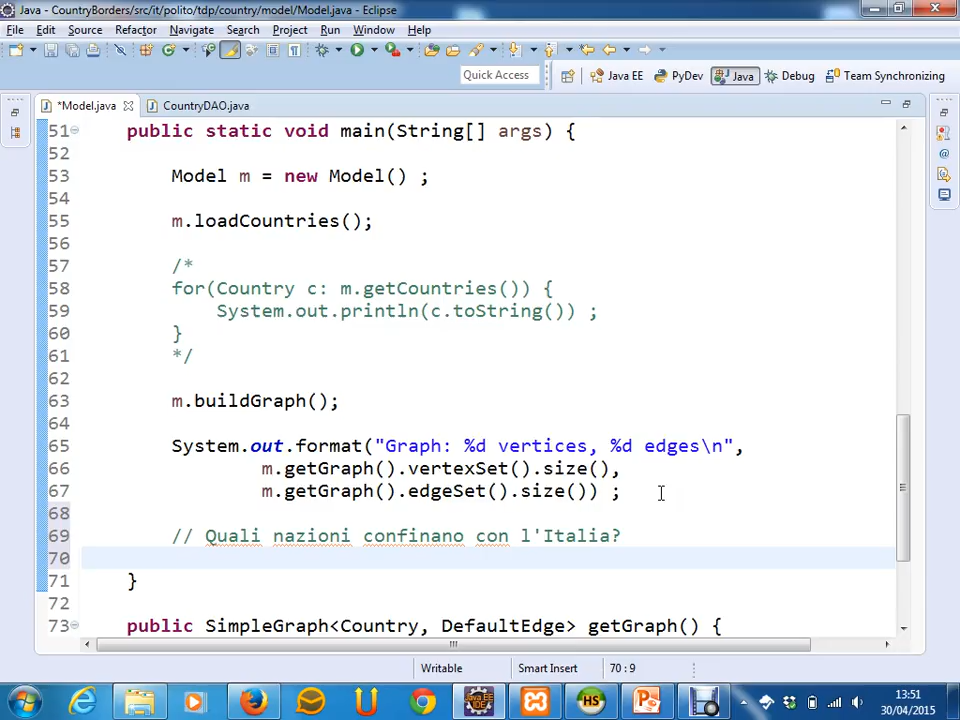 Java - CountryBorders/src/it/polito/tdp/country/model/Model.java - Eclipse
File Edit Source Refactor Navigate Search Project Run Window Help
Quick Access Java EE PyDev Java Debug Team Synchronizing
*Model.java CountryDAO.java
51 public static void main(String[] args) {
52
53 Model m = new Model() ;
54
55 m.loadCountries();
56
57 /*
58 for(Country c: m.getCountries()) {
59 System.out.println(c.toString()) ;
60 }
61 */
62
63 m.buildGraph();
64
65 System.out.format("Graph: %d vertices, %d edges\n",
66 m.getGraph().vertexSet().size(),
67 m.getGraph().edgeSet().size()) ;
68
69 // Quali nazioni confinano con l'Italia?
70
71 }
72
73 public SimpleGraph<Country, DefaultEdge> getGraph() {
Writable Smart Insert 70 : 9
13:51
30/04/2015